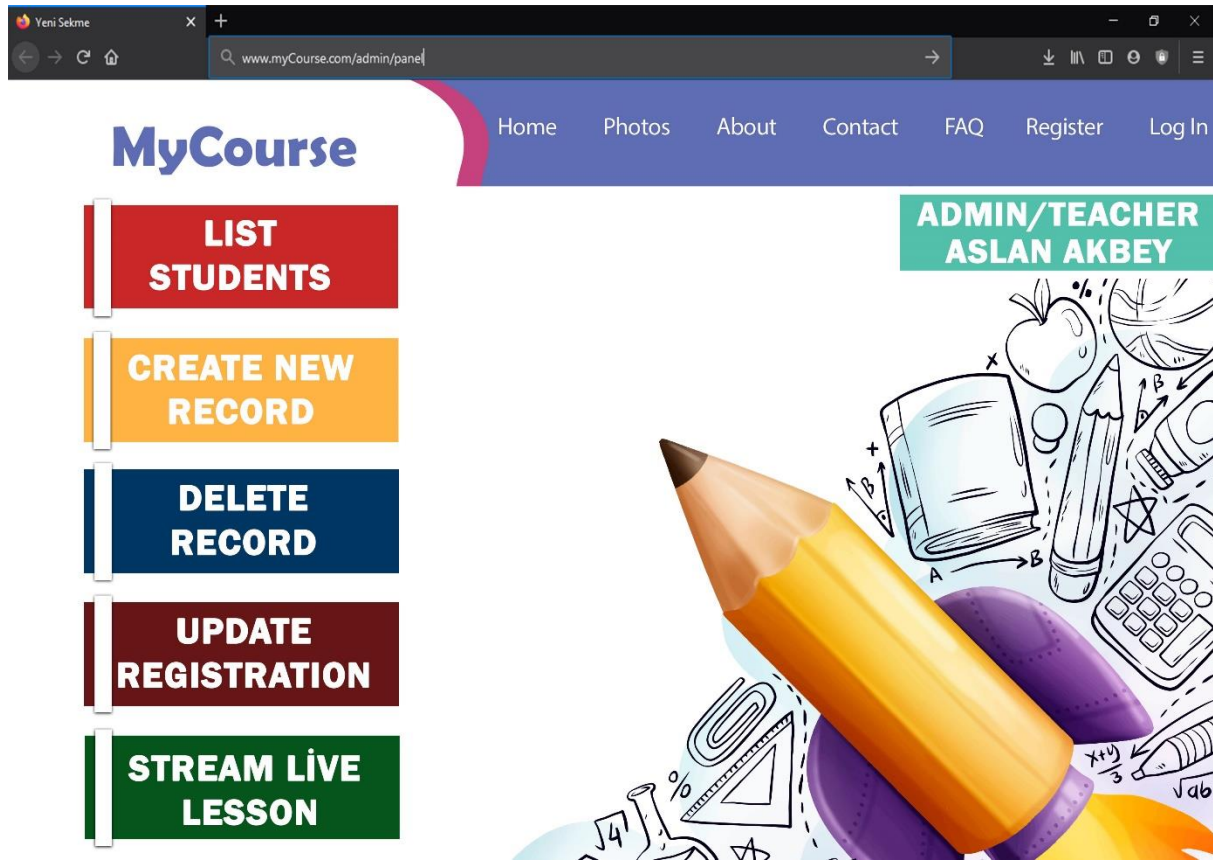 Yeni Sekme
www.myCourse.com/admin/panel
MyCourse
Home Photos About Contact FAQ Register Log In
ADMIN/TEACHER
ASLAN AKBEY
LIST
STUDENTS
CREATE NEW
RECORD
DELETE
RECORD
UPDATE
REGISTRATION
STREAM LİVE
LESSON
%
x
+
B
B
A
B
x+y
3
√ab
%
√4